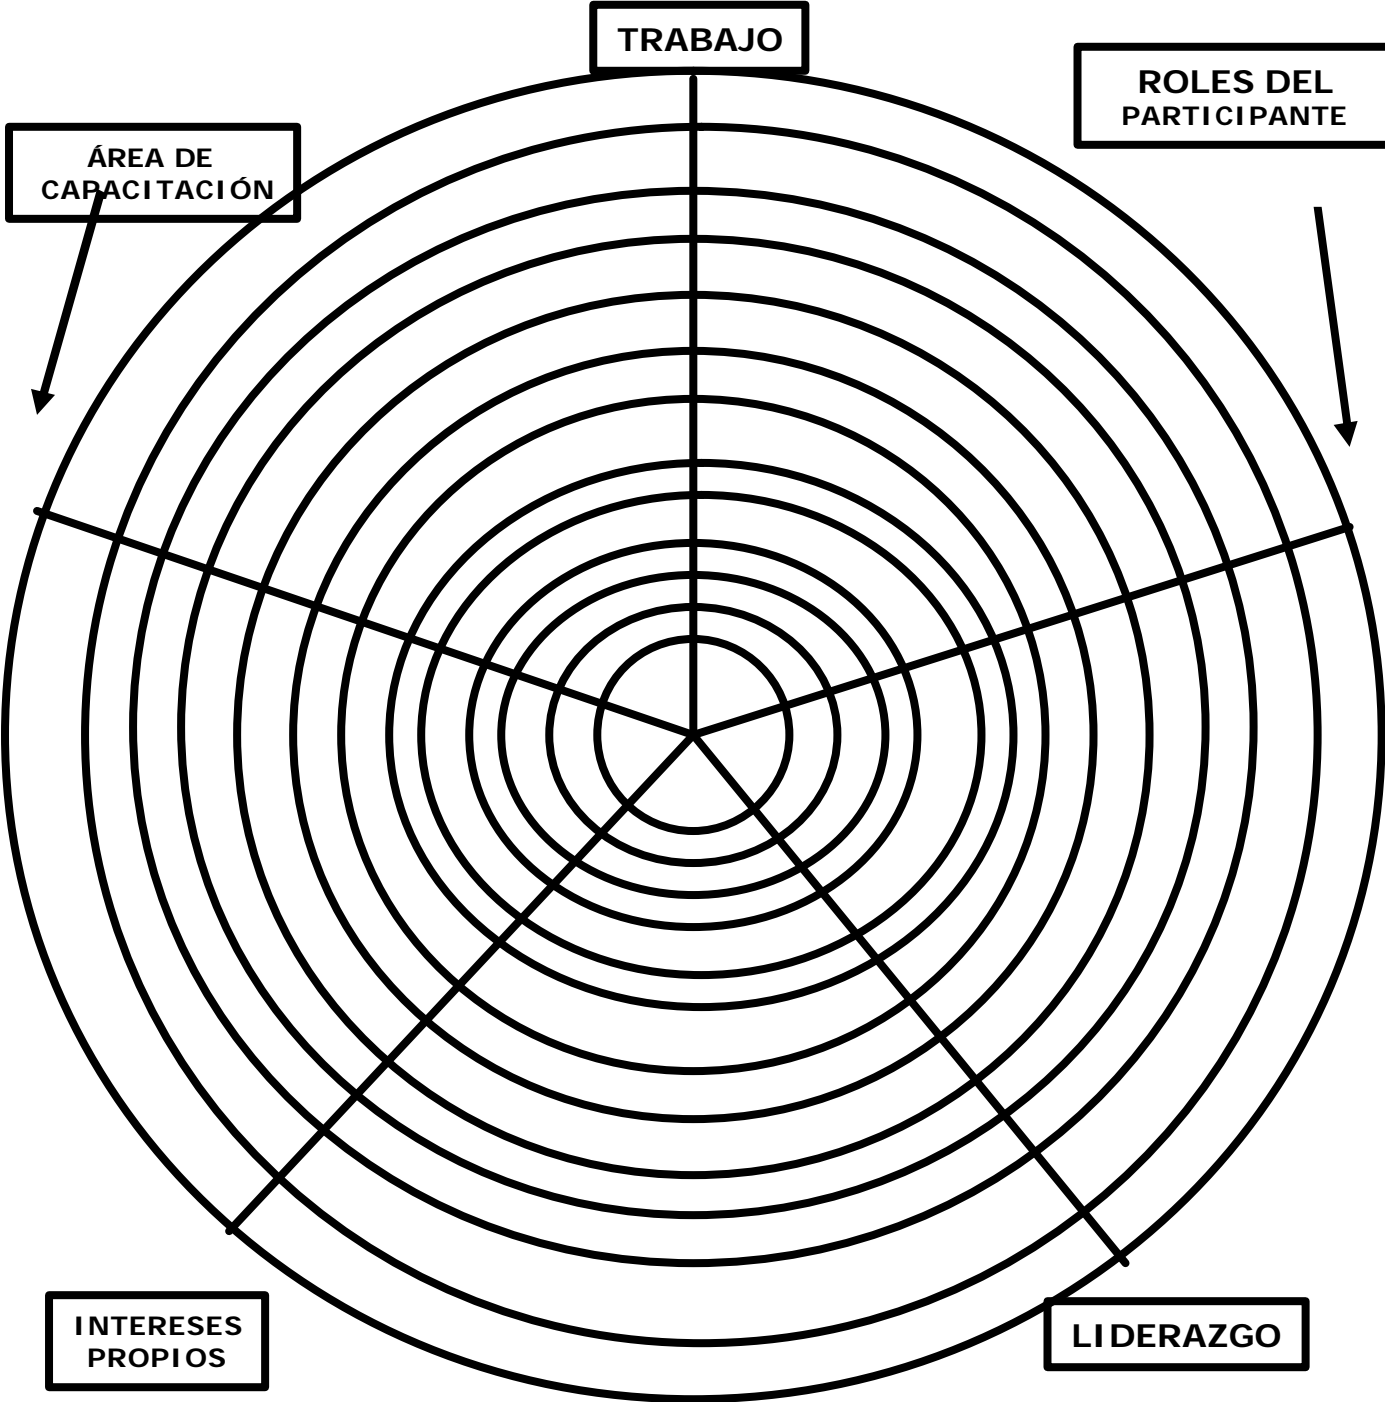 TRABAJO
ROLES DEL
PARTICIPANTE
ÁREA DE
CAPACITACIÓN
INTERESES
PROPIOS
LIDERAZGO